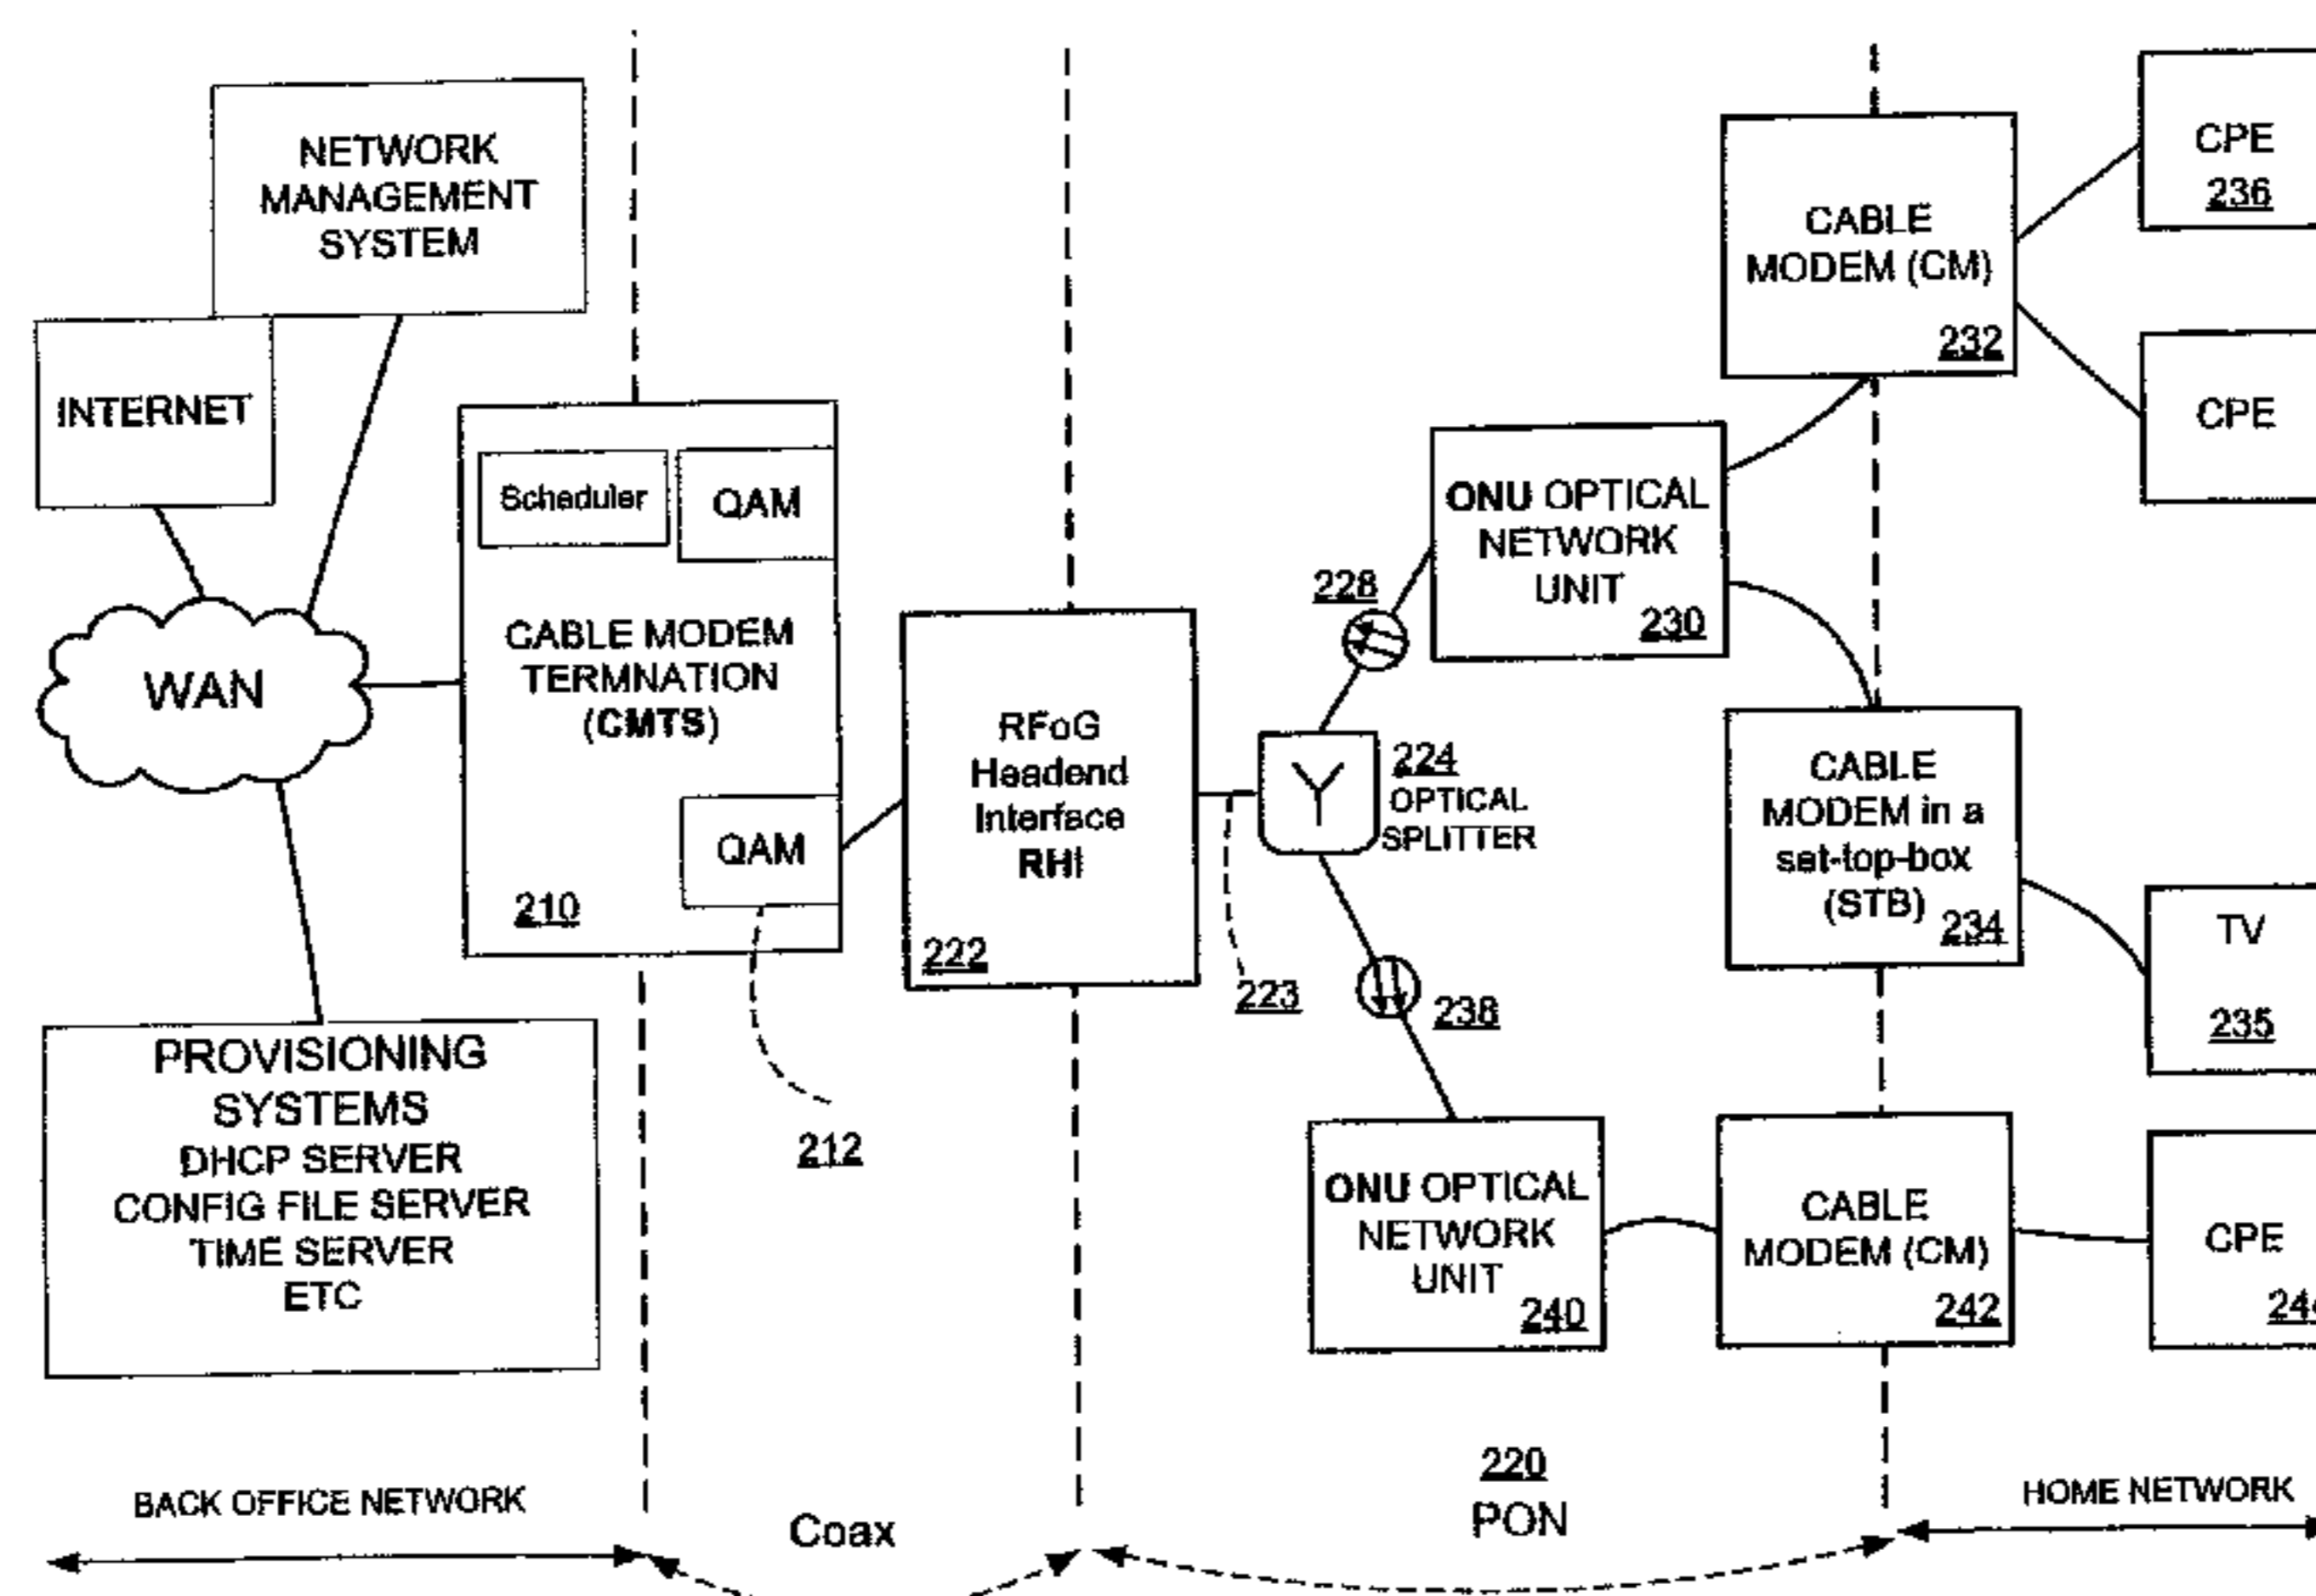 NETWORK
MANAGEMENT
SYSTEM
INTERNET
WAN
PROVISIONING
SYSTEMS
DHCP SERVER
CONFIG FILE SERVER
TIME SERVER
ETC
BACK OFFICE NETWORK
Scheduler
QAM
CABLE MODEM
TERMNATION
(CMTS)
QAM
210
212
Coax
RFoG
Headend
Interface
RHI
222
223
224
OPTICAL
SPLITTER
228
238
ONU OPTICAL
NETWORK
UNIT
230
ONU OPTICAL
NETWORK
UNIT
240
220
PON
CABLE
MODEM (CM)
232
CABLE
MODEM in a
set-top-box
(STB)
234
CABLE
MODEM (CM)
242
CPE
236
CPE
TV
235
CPE
HOME NETWORK